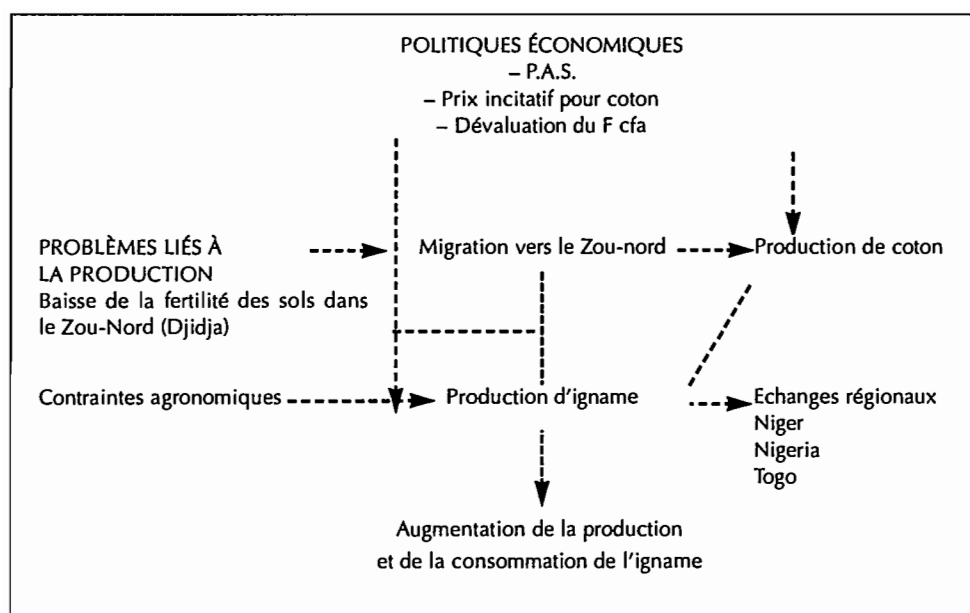 POLITIQUES ÉCONOMIQUES
– P.A.S.
– Prix incitatif pour coton
– Dévaluation du F cfa
PROBLÈMES LIÉS À
LA PRODUCTION
Baisse de la fertilité des sols dans
le Zou-Nord (Djidja)
Migration vers le Zou-nord
Production de coton
Contraintes agronomiques
Production d'igname
Echanges régionaux
Niger
Nigeria
Togo
Augmentation de la production
et de la consommation de l'igname